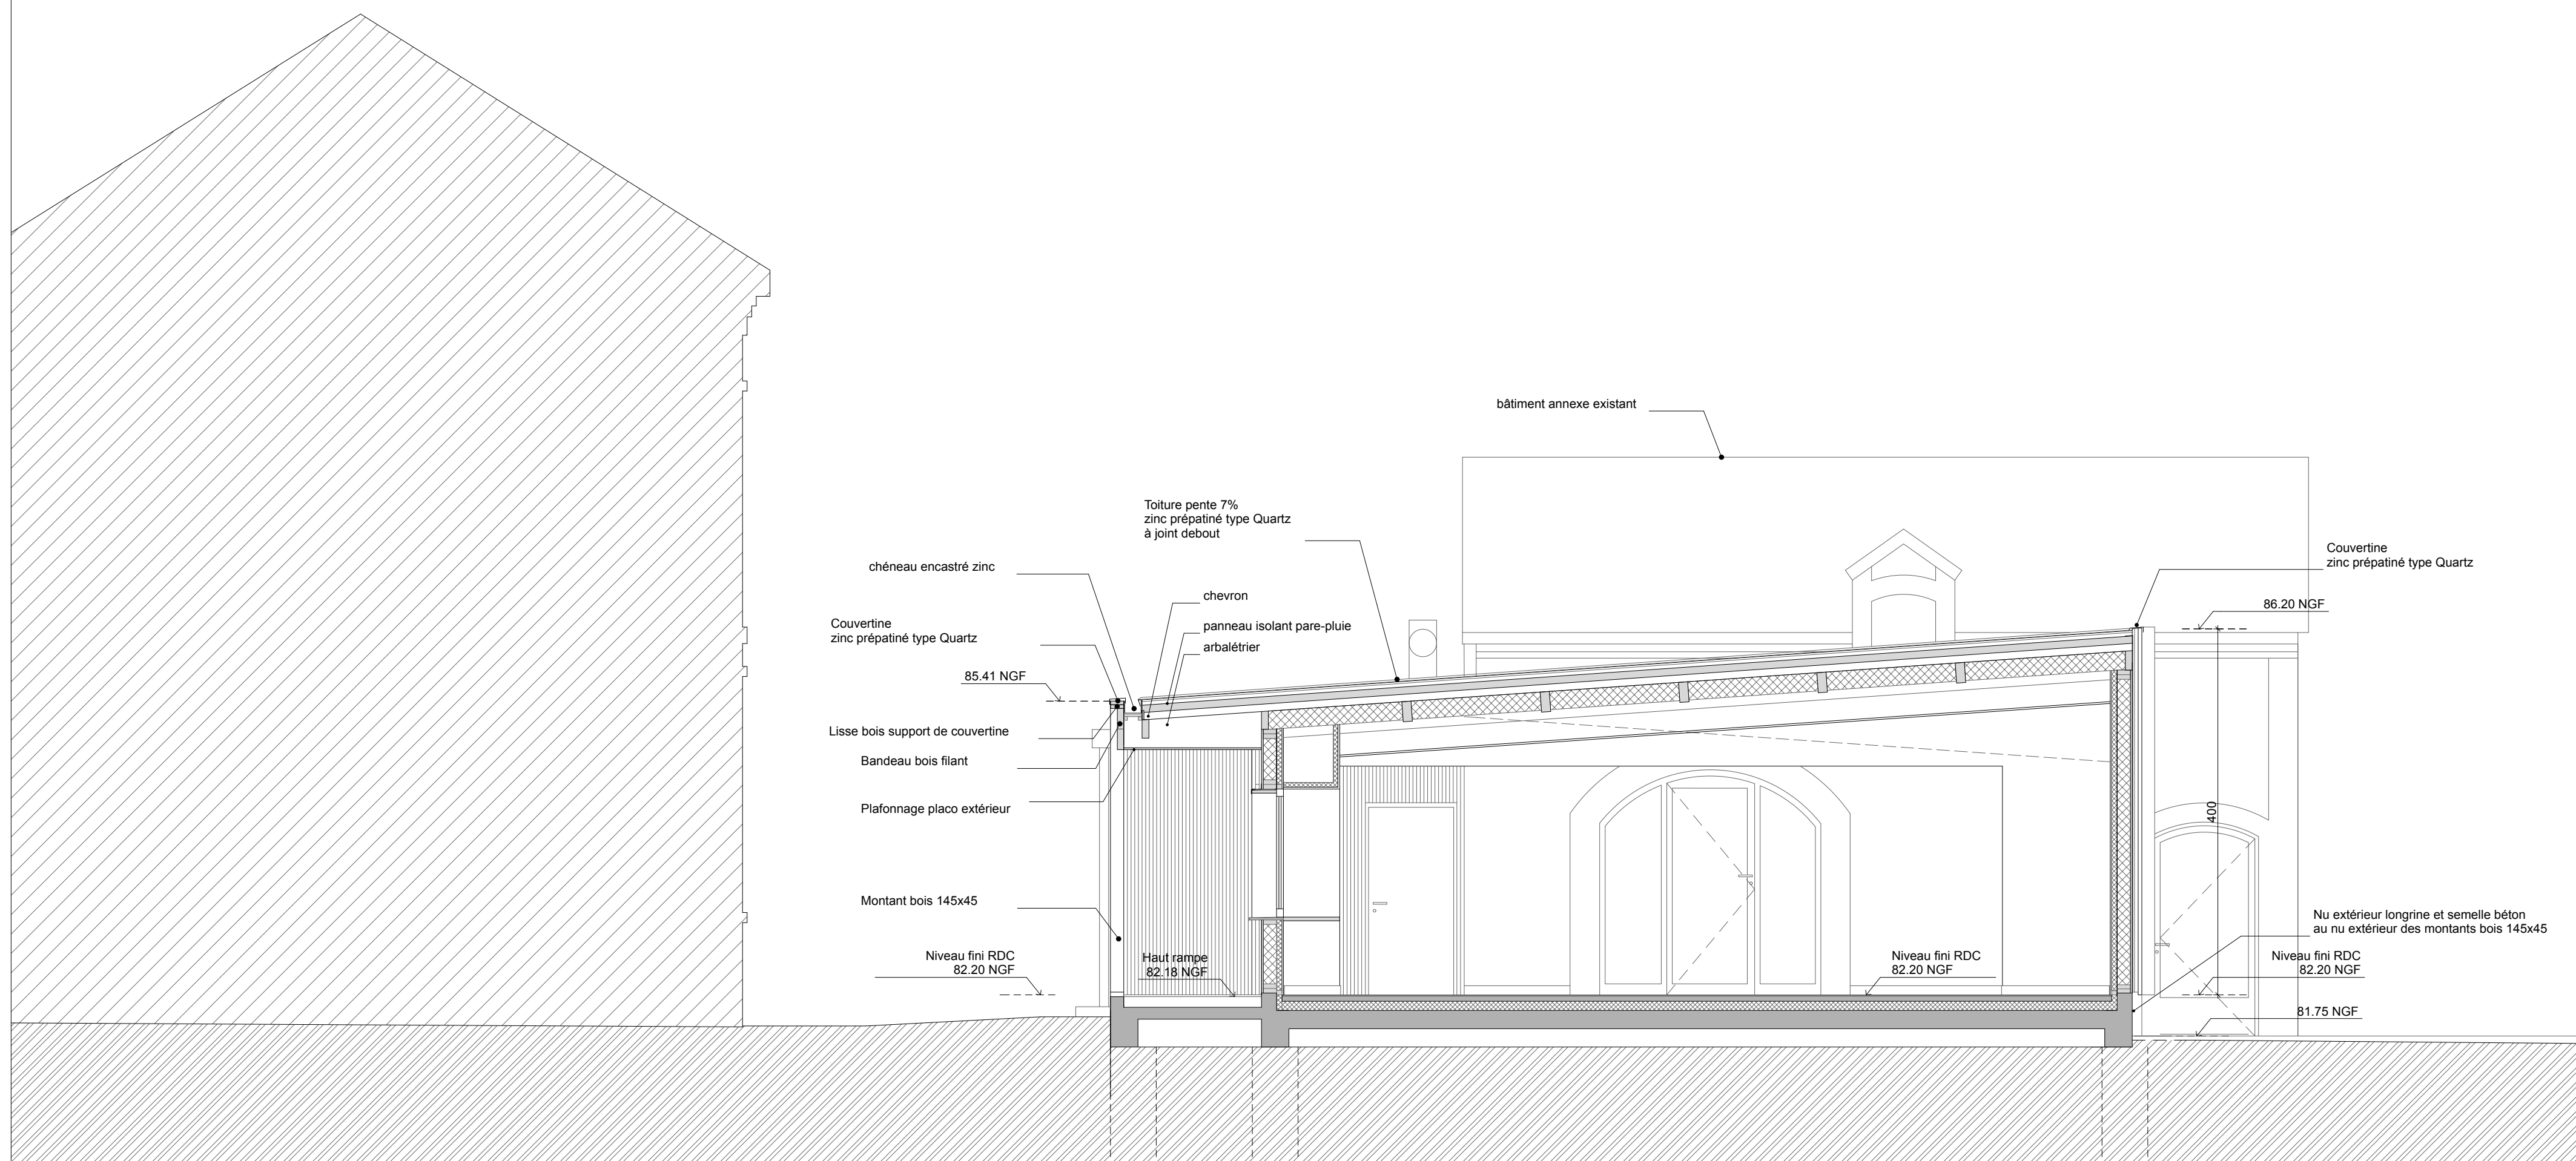 bâtiment annexe existant
Toiture pente 7%
zinc prépatiné type Quartz
à joint debout
Couvertine
zinc prépatiné type Quartz
chéneau encastré zinc
chevron
86.20 NGF
Couvertine
zinc prépatiné type Quartz
panneau isolant pare-pluie
arbalétrier
85.41 NGF
Lisse bois support de couvertine
Bandeau bois filant
Plafonnage placo extérieur
400
Montant bois 145x45
Nu extérieur longrine et semelle béton
au nu extérieur des montants bois 145x45
Niveau fini RDC
82.20 NGF
Haut rampe
82.18 NGF
Niveau fini RDC
82.20 NGF
Niveau fini RDC
82.20 NGF
81.75 NGF